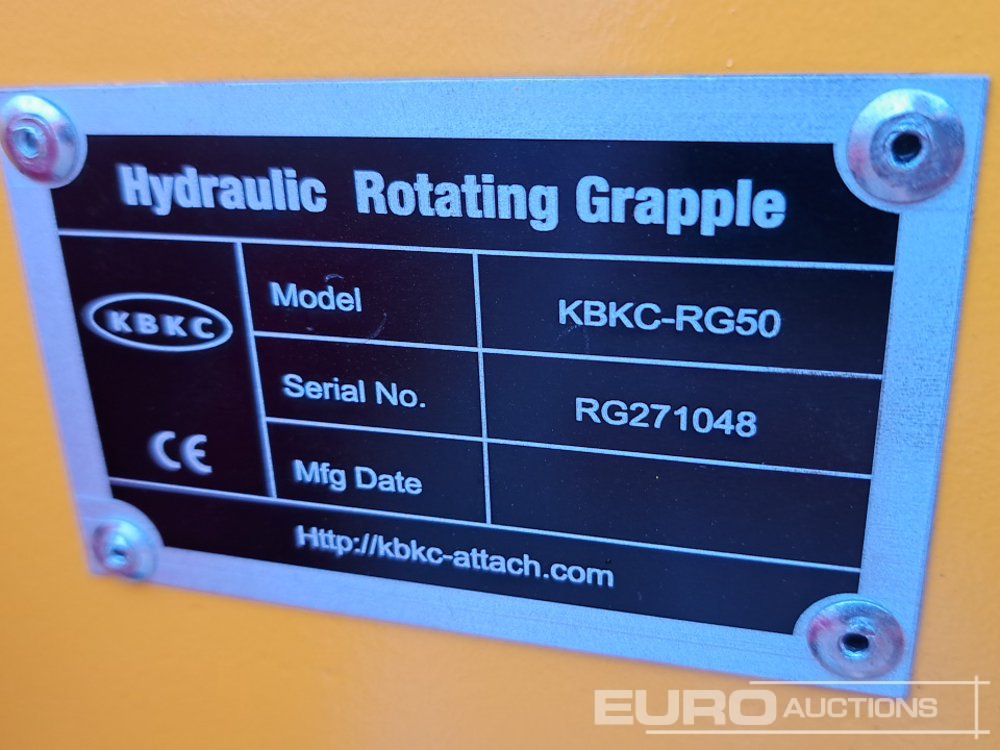 Hydraulic Rotating Grapple
KBKC
Model KBKC-RG50
Serial No. RG271048
CE
Mfg Date
Http://kbkc-attach.com
EURO AUCTIONS